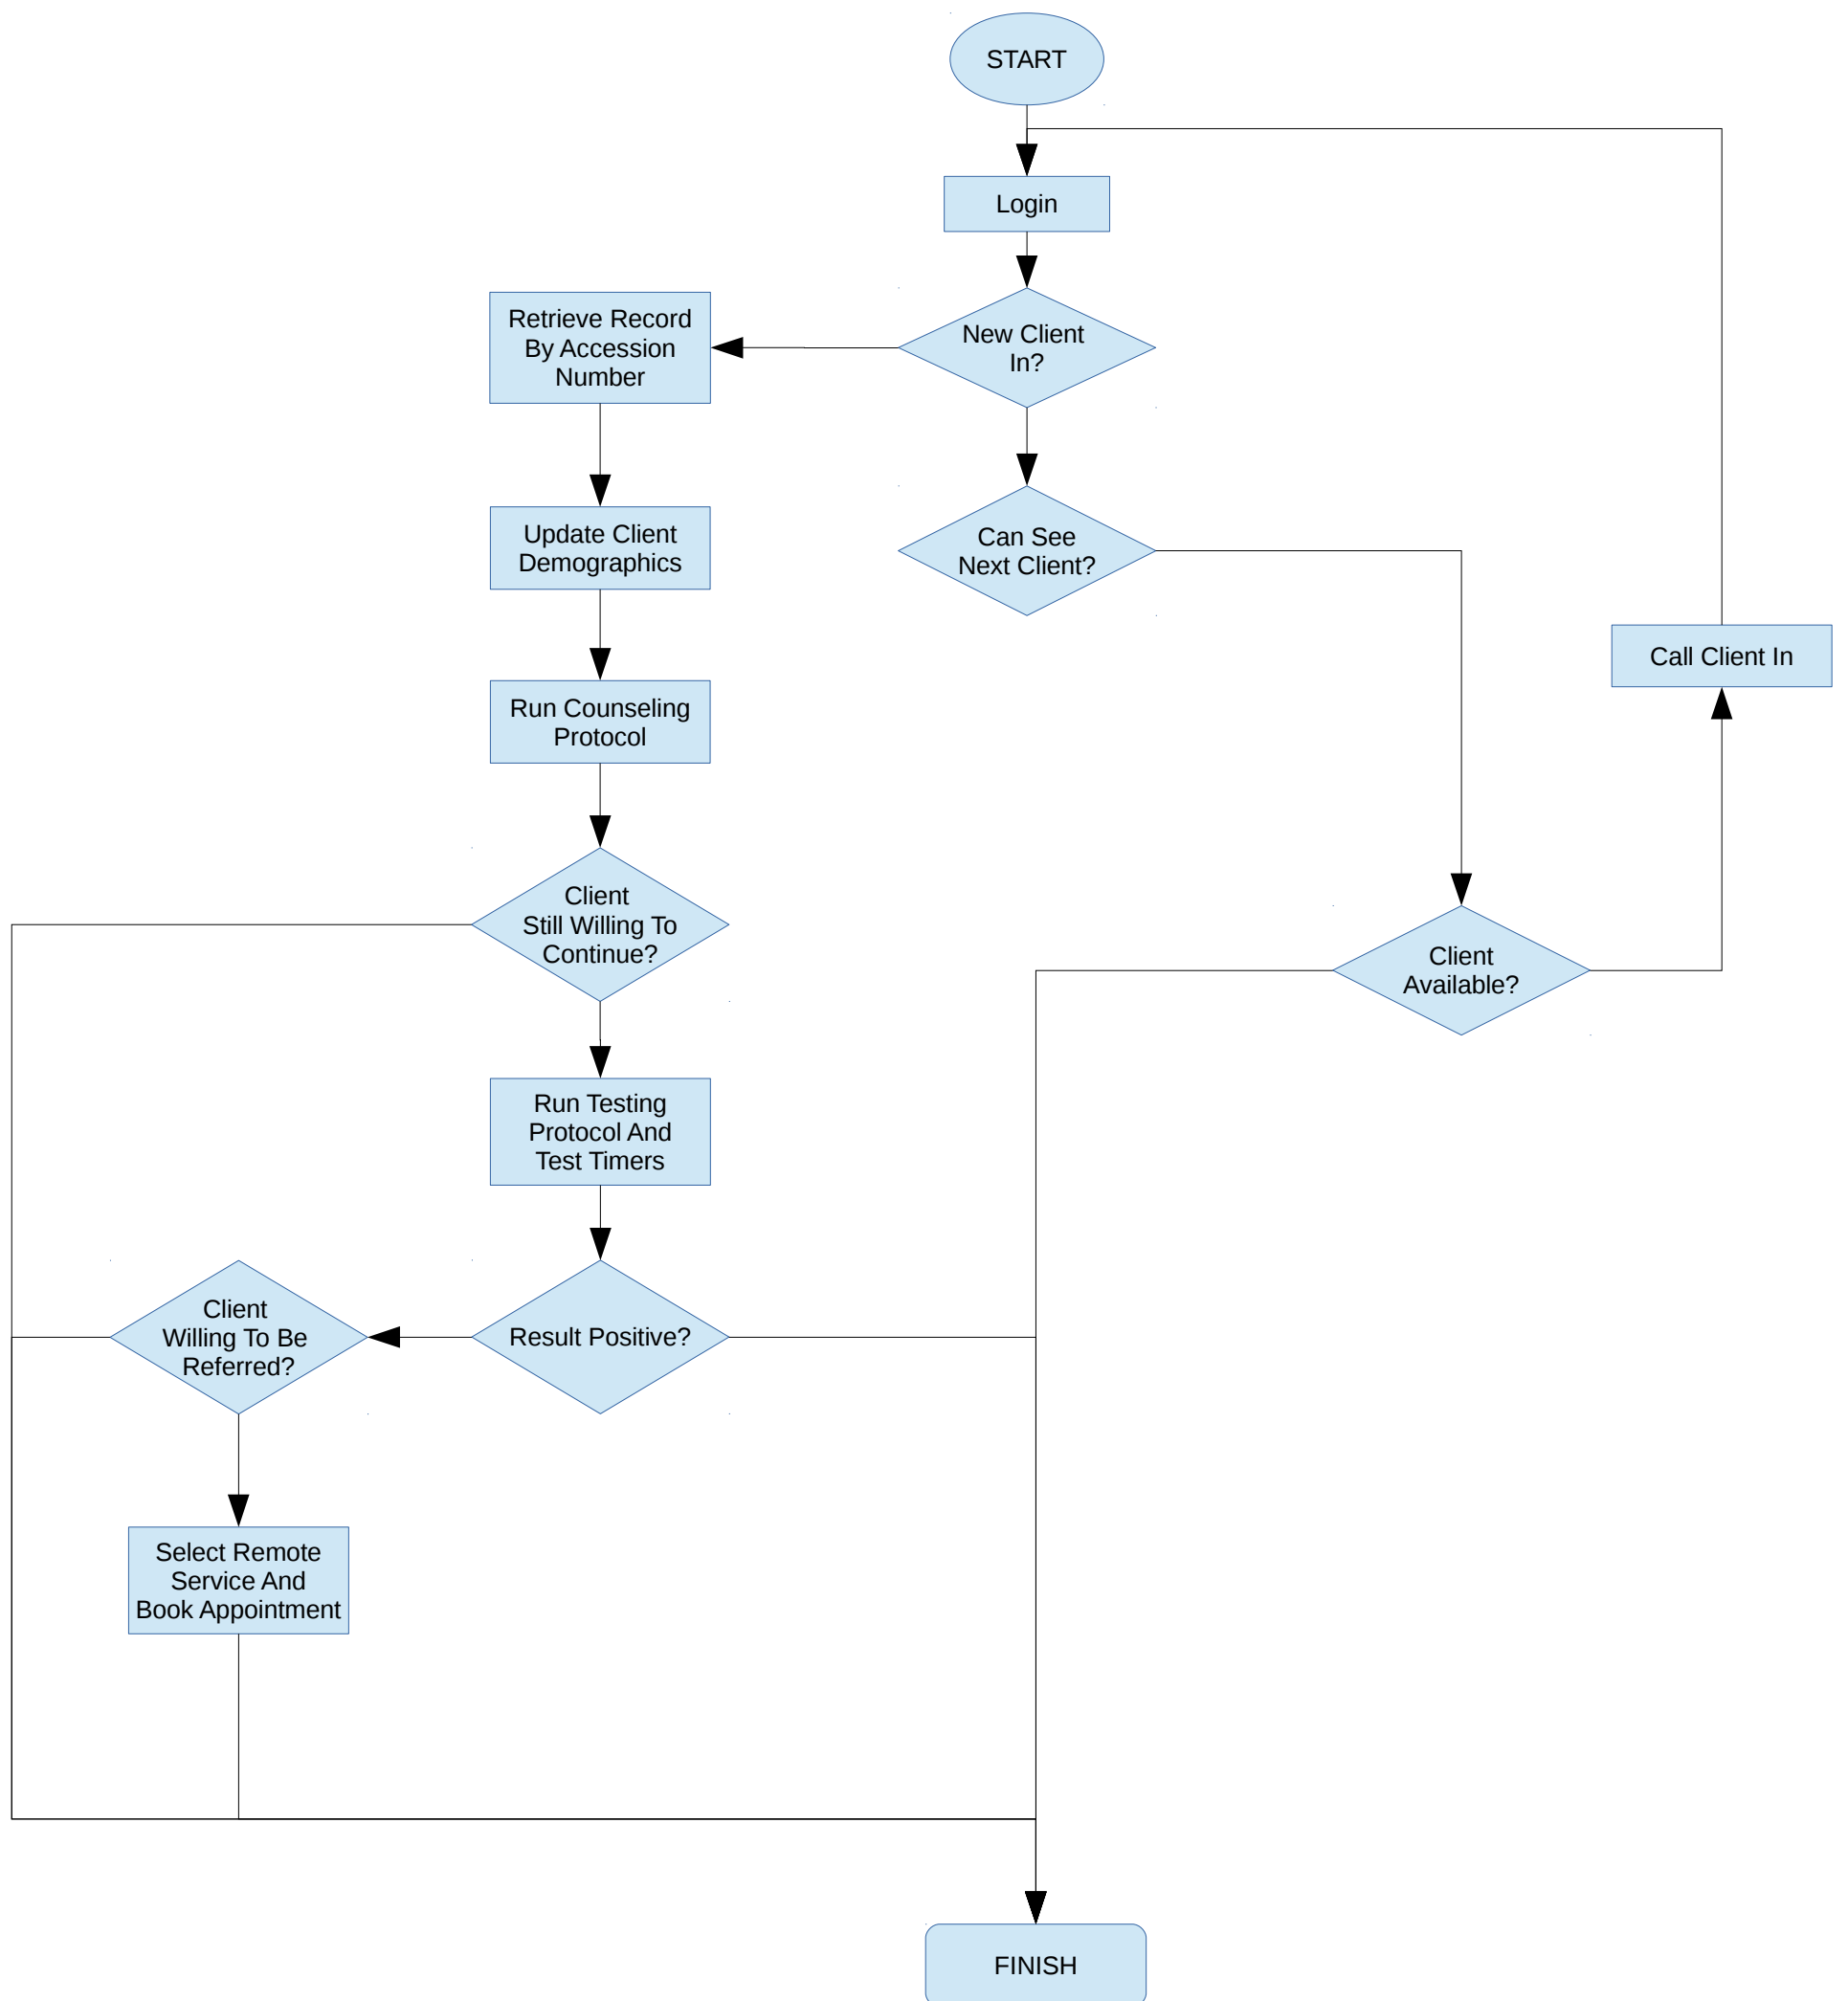 START
Login
New Client
In?
Retrieve Record
By Accession
Number
Can See
Next Client?
Update Client
Demographics
Call Client In
Run Counseling
Protocol
Client
Still Willing To
Continue?
Client
Available?
Run Testing
Protocol And
Test Timers
Client
Willing To Be
Referred?
Result Positive?
Select Remote
Service And
Book Appointment
FINISH